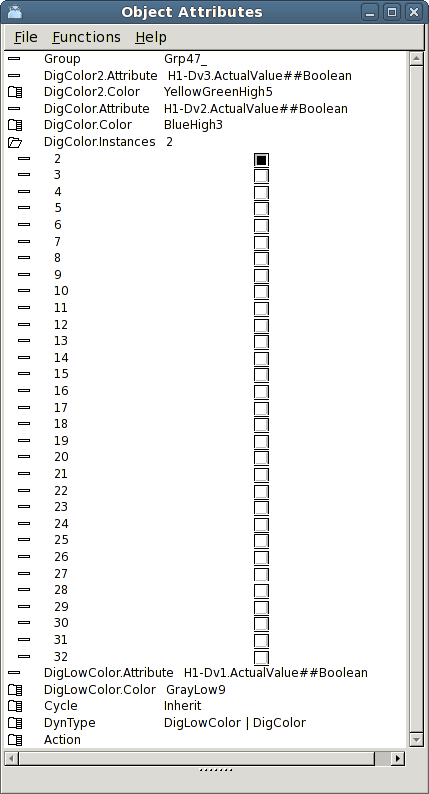 Object Attributes
File Functions Help
Group Grp47_
DigColor2.Attribute H1-Dv3.ActualValue##Boolean
DigColor2.Color YellowGreenHigh5
DigColor.Attribute H1-Dv2.ActualValue##Boolean
DigColor.Color BlueHigh3
DigColor.Instances 2
2
3
4
5
6
7
8
9
10
11
12
13
14
15
16
17
18
19
20
21
22
23
24
25
26
27
28
29
30
31
32
DigLowColor.Attribute H1-Dv1.ActualValue##Boolean
DigLowColor.Color GrayLow9
Cycle Inherit
DynType DigLowColor | DigColor
Action